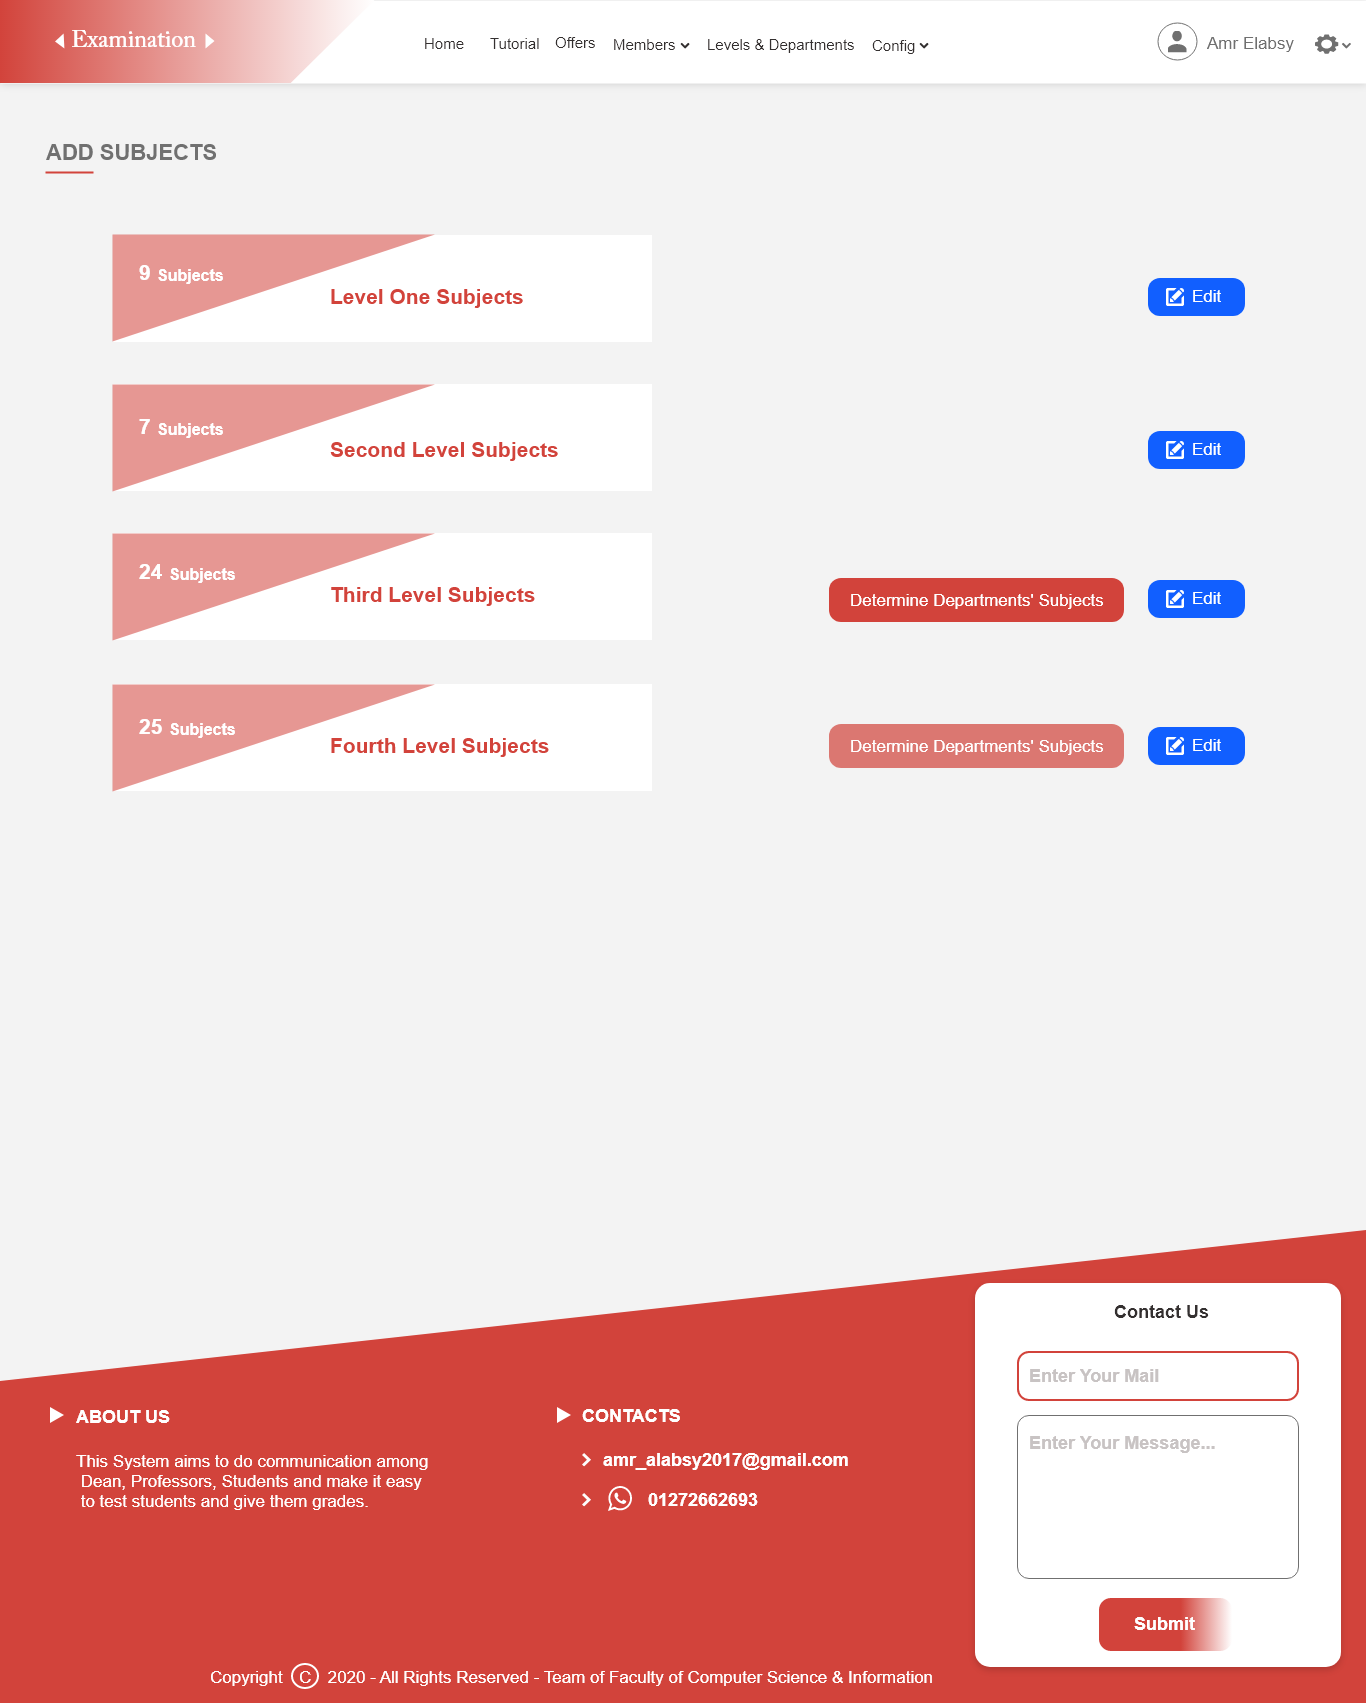 Examination
Home Tutorial Offers Members Levels & Departments Config
Amr Elabsy
ADD SUBJECTS
9 Subjects
Level One Subjects
Edit
7 Subjects
Second Level Subjects
Edit
24 Subjects
Third Level Subjects
Determine Departments' Subjects
Edit
25 Subjects
Fourth Level Subjects
Determine Departments' Subjects
Edit
ABOUT US
This System aims to do communication among
Dean, Professors, Students and make it easy
to test students and give them grades.
CONTACTS
amr_alabsy2017@gmail.com
01272662693
Contact Us
Enter Your Mail
Enter Your Message...
Submit
Copyright C 2020 - All Rights Reserved - Team of Faculty of Computer Science & Information